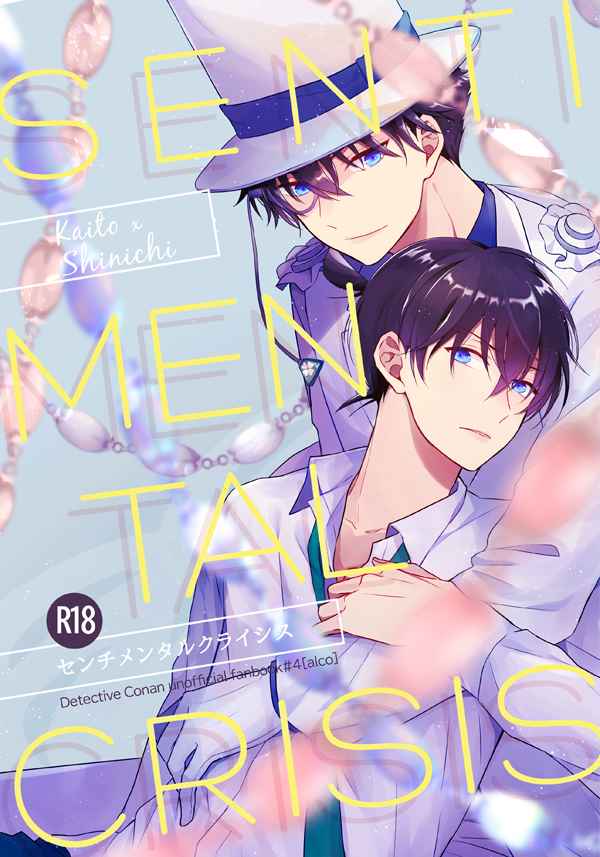 SENTI
Kaito x
Shinichi
MEN
TAL
R18
センチメンタルクライシス
Detective Conan unofficial fanbook#4[alco]
CRISIS